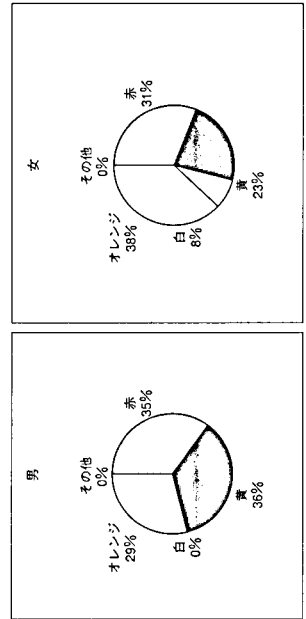 男
その他
0%
赤
35%
黄
36%
白
0%
オレンジ
29%
女
その他
0%
赤
31%
黄
23%
白
8%
オレンジ
38%